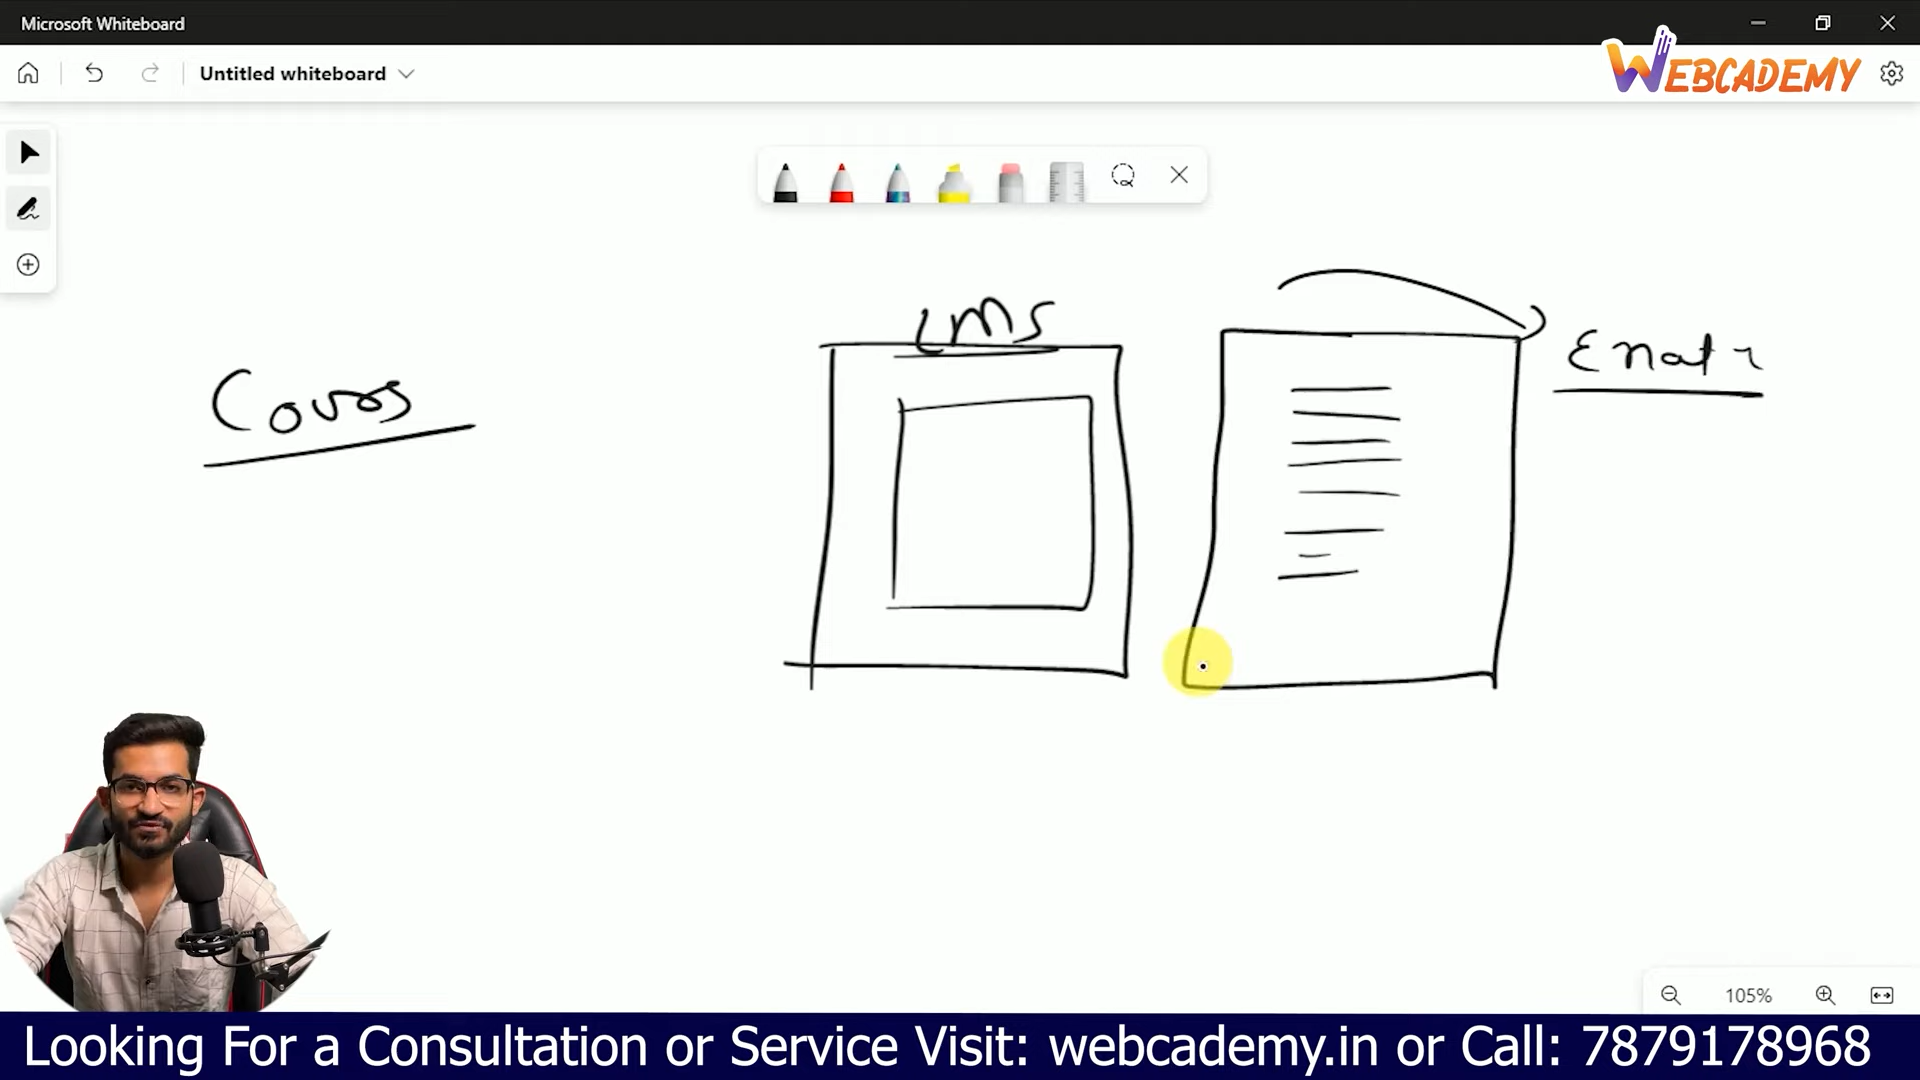 Microsoft Whiteboard
Untitled whiteboard
WEBCADEMY
LMS
Cours
105%
Looking For a Consultation or Service Visit: webcademy.in or Call: 7879178968